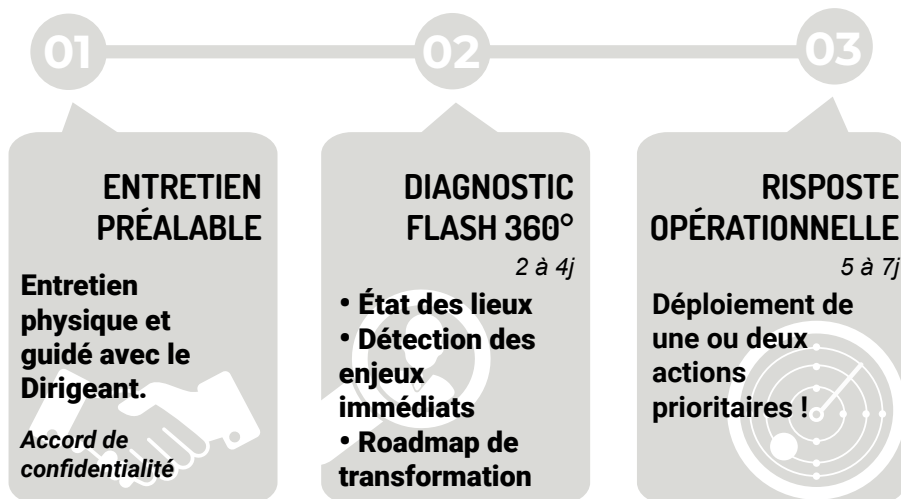 01
02
03
ENTRETIEN
PRÉALABLE
Entretien
physique et
guidé avec le
Dirigeant.
Accord de
confidentialité
DIAGNOSTIC
FLASH 360°
2 à 4j
• État des lieux
• Détection des
enjeux
immédiats
• Roadmap de
transformation
RISPOSTE
OPÉRATIONNELLE
5 à 7j
Déploiement de
une ou deux
actions
prioritaires !